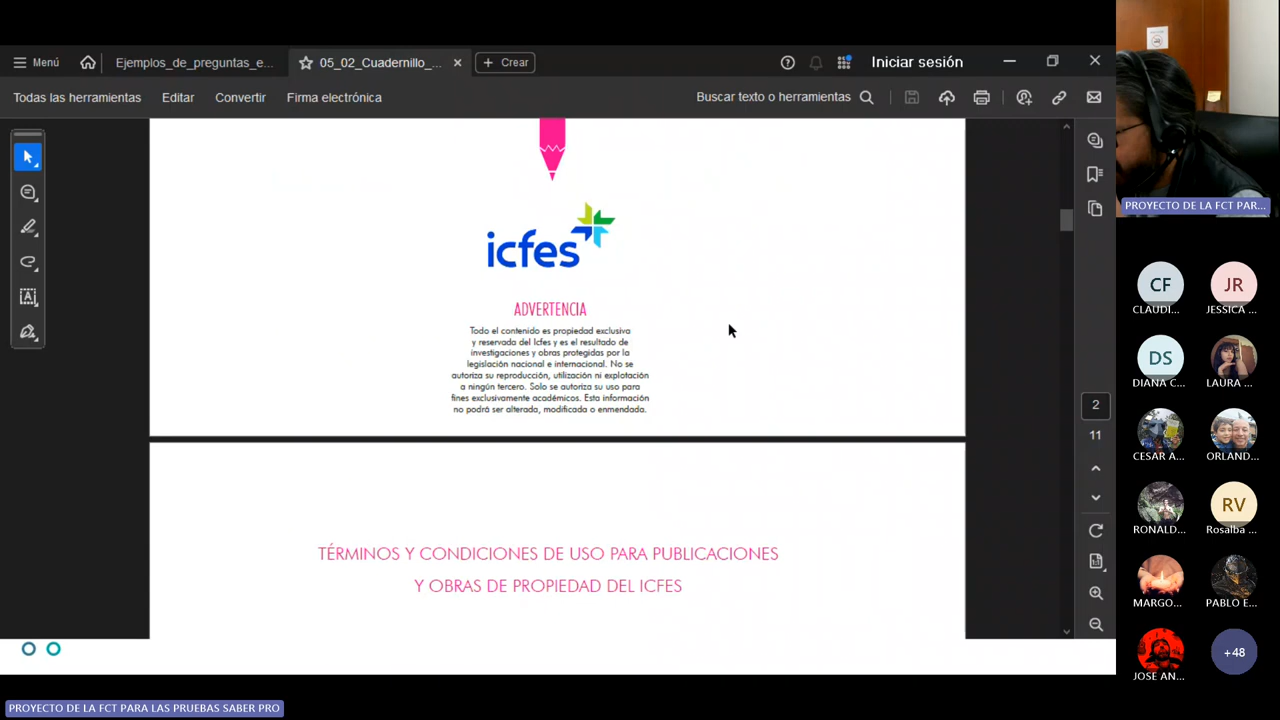 Menú
Ejemplos_de_preguntas_e...
05_02_Cuadernillo_...
Crear
Iniciar sesión
Todas las herramientas
Editar
Convertir
Firma electrónica
Buscar texto o herramientas
icfes
ADVERTENCIA
Todo el contenido es propiedad exclusiva
y reservada del Icfes y es el resultado de
investigaciones y obras protegidas por la
legislación nacional e internacional. No se
autoriza su reproducción, utilización ni explotación
a ningún tercero. Solo se autoriza su uso para
fines exclusivamente académicos. Esta información
no podrá ser alterada, modificada o enmendada.
2
11
TÉRMINOS Y CONDICIONES DE USO PARA PUBLICACIONES
Y OBRAS DE PROPIEDAD DEL ICFES
PROYECTO DE LA FCT PARA LAS PRUEBAS SABER PRO
PROYECTO DE LA FCT PAR...
CF
CLAUDI...
JR
JESSICA ...
DS
DIANA C...
LAURA ...
CESAR A...
ORLAND...
RONALD...
RV
Rosalba ...
MARGO...
PABLO E...
JOSE AN...
+48